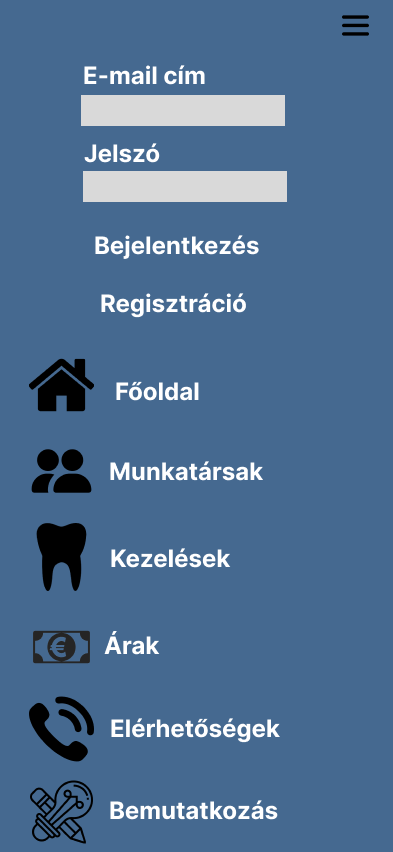 E-mail cím
Jelszó
Bejelentkezés
Regisztráció
Főoldal
Munkatársak
Kezelések
Árak
Elérhetőségek
Bemutatkozás